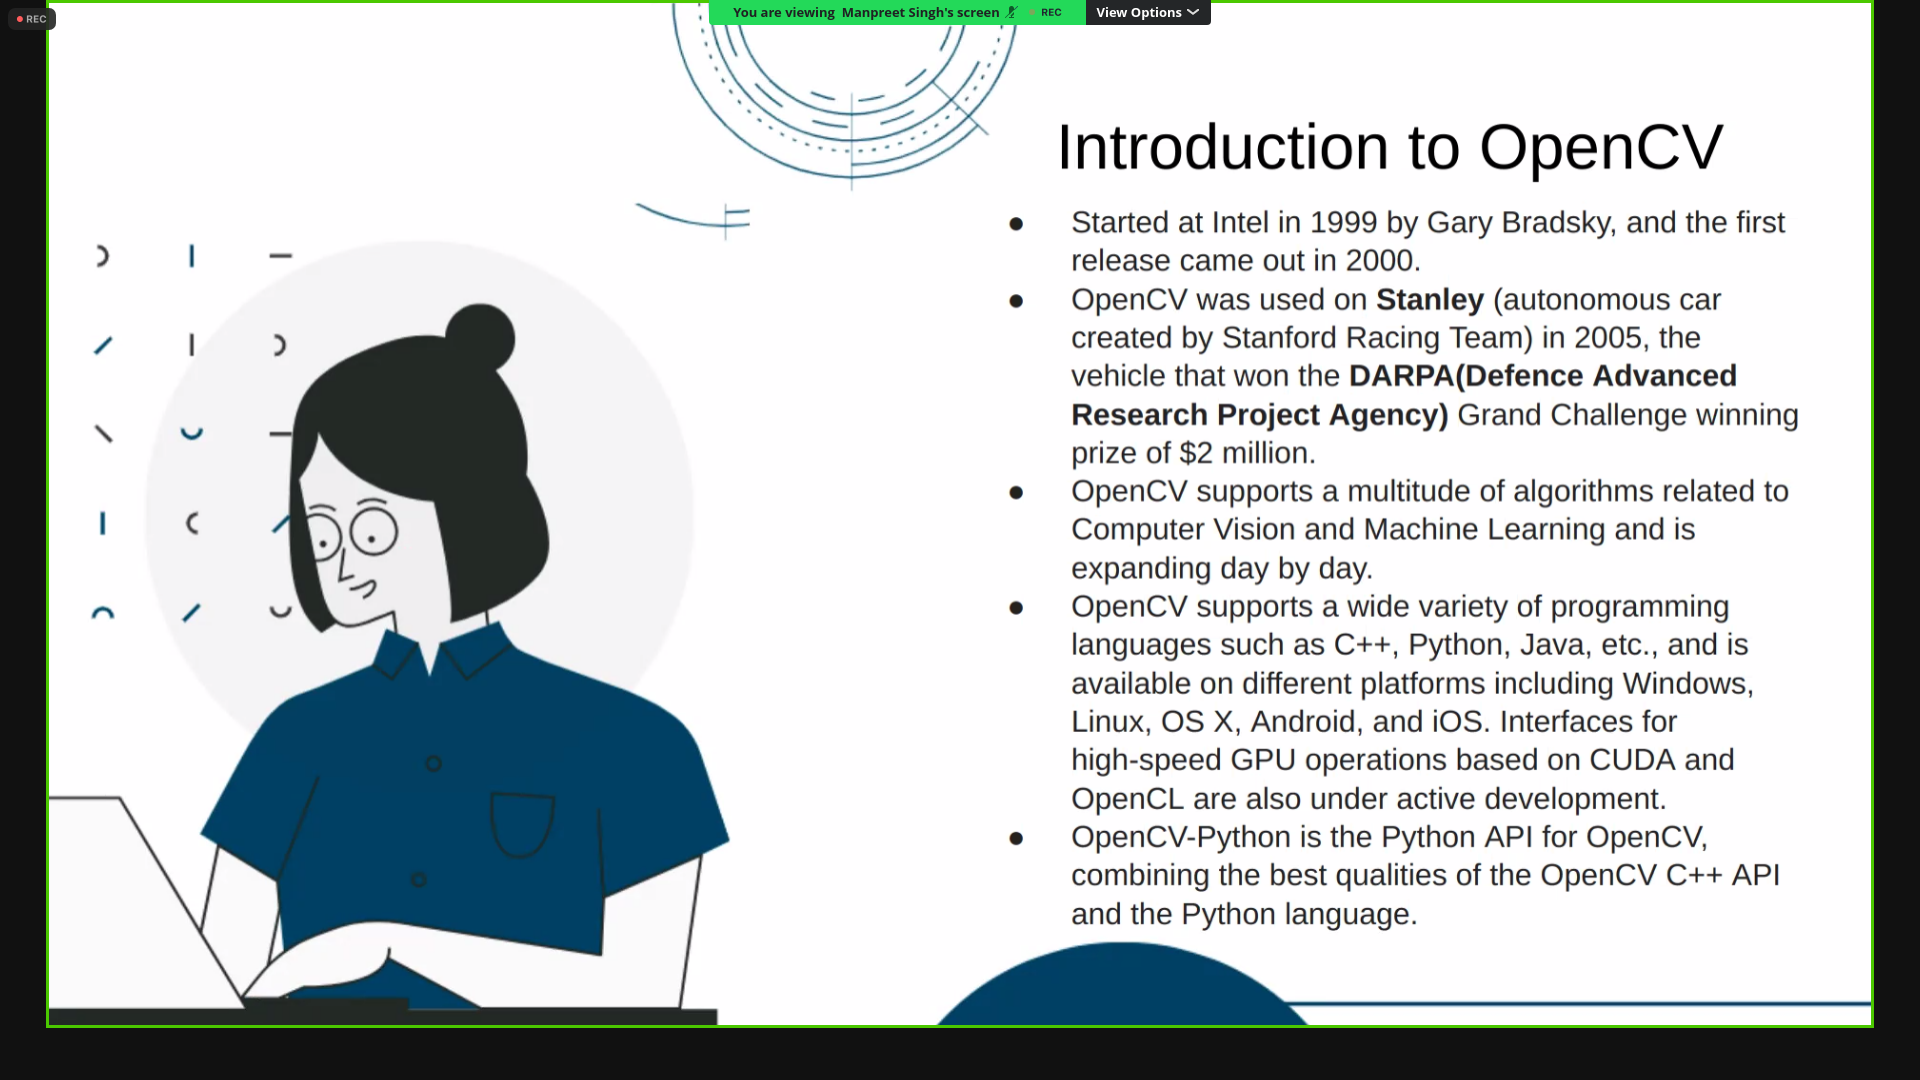 REC
You are viewing Manpreet Singh's screen REC View Options
Introduction to OpenCV
● Started at Intel in 1999 by Gary Bradsky, and the first
release came out in 2000.
● OpenCV was used on Stanley (autonomous car
created by Stanford Racing Team) in 2005, the
vehicle that won the DARPA(Defence Advanced
Research Project Agency) Grand Challenge winning
prize of $2 million.
● OpenCV supports a multitude of algorithms related to
Computer Vision and Machine Learning and is
expanding day by day.
● OpenCV supports a wide variety of programming
languages such as C++, Python, Java, etc., and is
available on different platforms including Windows,
Linux, OS X, Android, and iOS. Interfaces for
high-speed GPU operations based on CUDA and
OpenCL are also under active development.
● OpenCV-Python is the Python API for OpenCV,
combining the best qualities of the OpenCV C++ API
and the Python language.